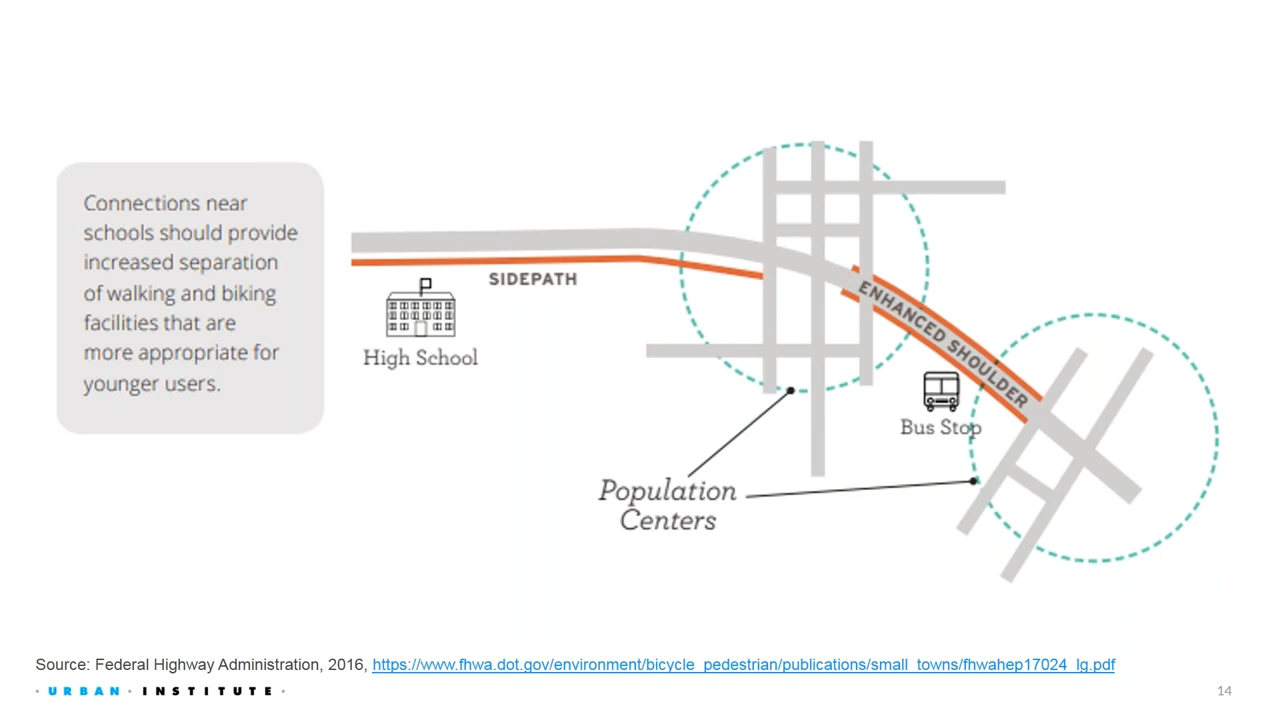 Connections near
schools should provide
increased separation
of walking and biking
facilities that are
more appropriate for
younger users.
SIDEPATH
High School
ENHANCED SHOULDER
Bus Stop
Population
Centers
Source: Federal Highway Administration, 2016, https://www.fhwa.dot.gov/environment/bicycle_pedestrian/publications/small_towns/fhwahep17024_lg.pdf
· URBAN · INSTITUTE ·
14